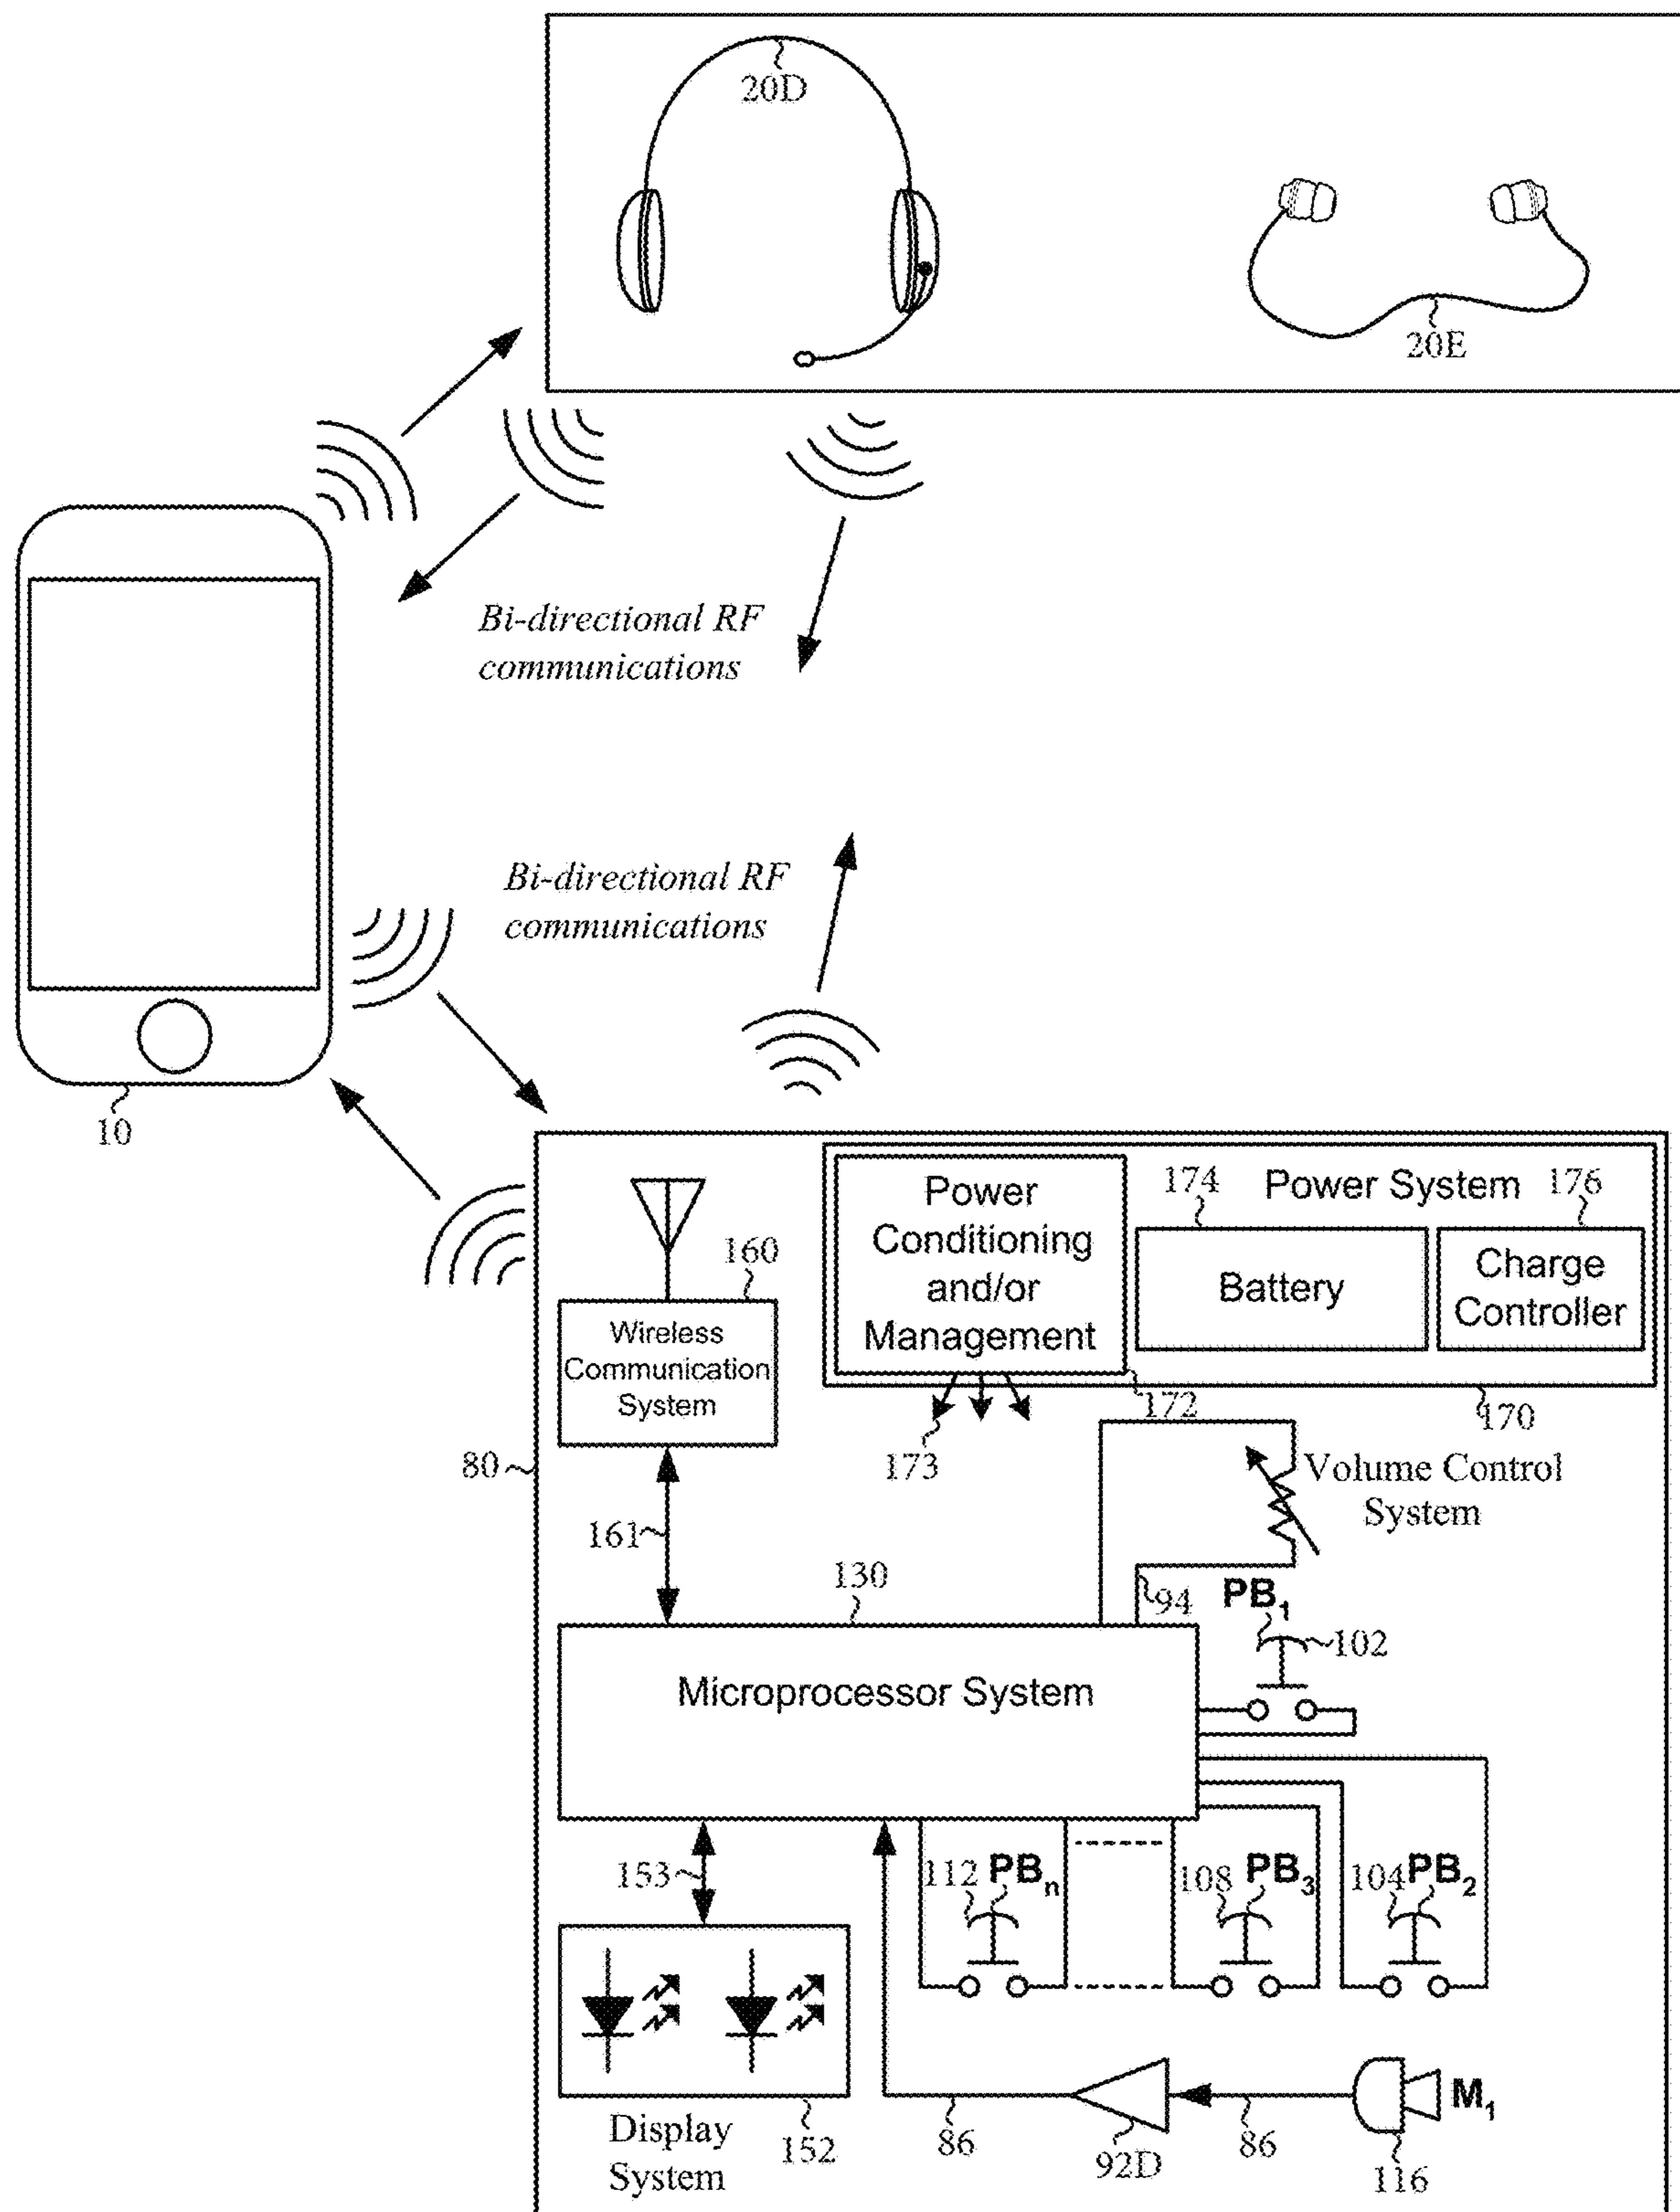 20D
20E
Bi-directional RF
communications
Bi-directional RF
communications
10
Power
Conditioning
and/or
Management
174
Power System
176
Battery
Charge
Controller
160
Wireless
Communication
System
172
170
173
80
Volume Control
System
161
94
130
PB1
102
Microprocessor System
153
112 PBn
108 PB3
104 PB2
Display
System
152
86
92D
86
M1
116